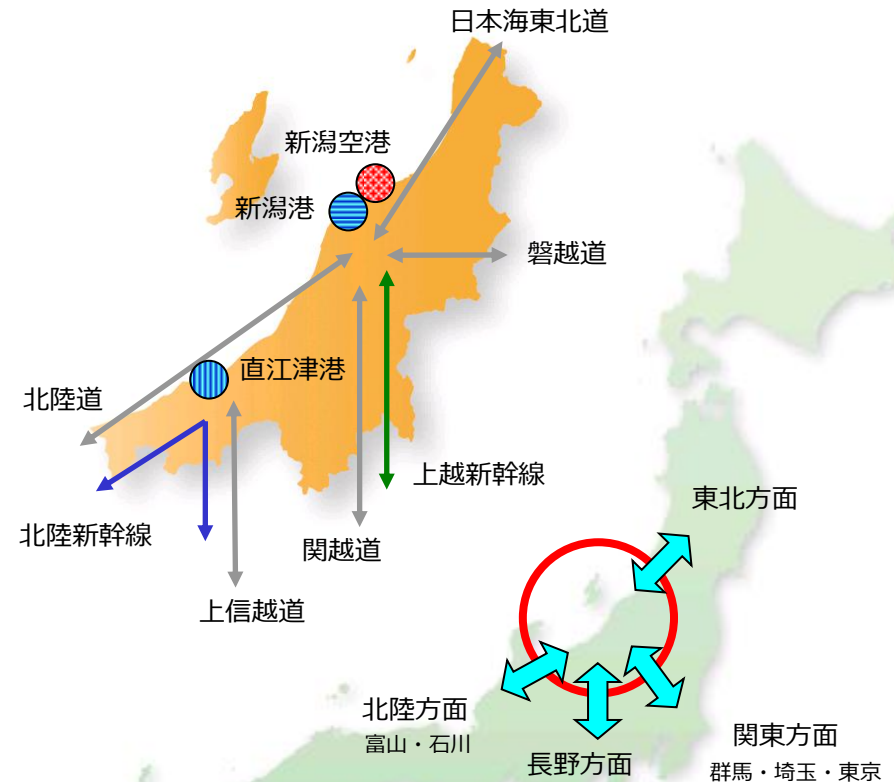 日本海東北道
新潟空港
新潟港
磐越道
直江津港
北陸道
上越新幹線
東北方面
北陸新幹線
関越道
上信越道
北陸方面
富山・石川
関東方面
長野方面
群馬・埼玉・東京